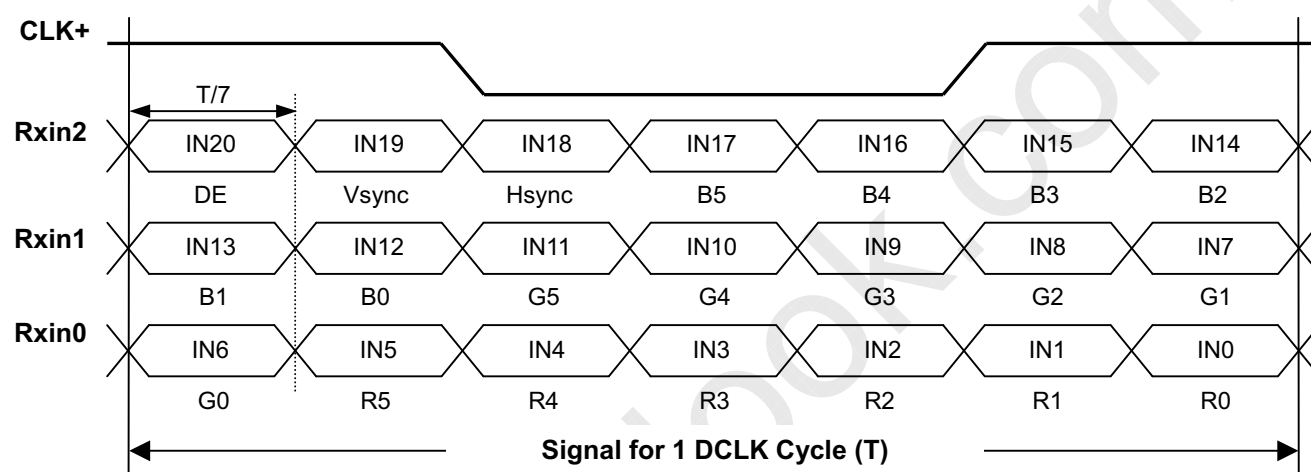 CLK+
T/7
Rxin2 IN20 IN19 IN18 IN17 IN16 IN15 IN14
DE Vsync Hsync B5 B4 B3 B2
Rxin1 IN13 IN12 IN11 IN10 IN9 IN8 IN7
B1 B0 G5 G4 G3 G2 G1
Rxin0 IN6 IN5 IN4 IN3 IN2 IN1 IN0
G0 R5 R4 R3 R2 R1 R0
Signal for 1 DCLK Cycle (T)